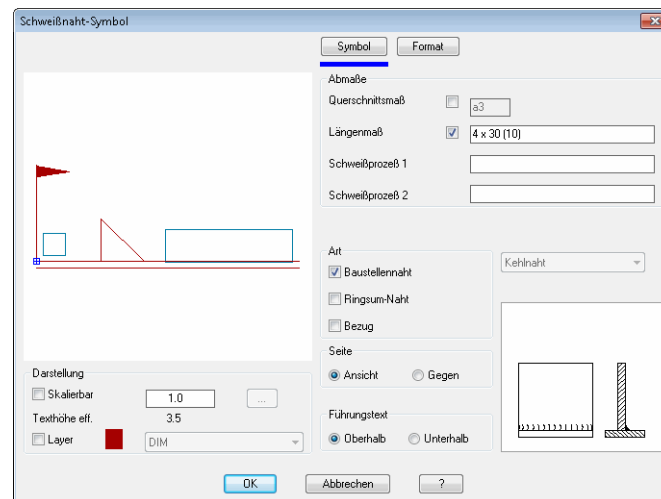 Schweißnaht-Symbol
Symbol
Format
Abmaße
Querschnittsmaß
a3
Längenmaß
4 x 30 (10)
Schweißprozeß 1
Schweißprozeß 2
Art
Baustellennaht
Kehlnaht
Ringsum-Naht
Bezug
Seite
Ansicht
Gegen
Darstellung
Skalierbar
1.0
...
Texthöhe eff.
3.5
Layer
DIM
Führungstext
Oberhalb
Unterhalb
OK
Abbrechen
?